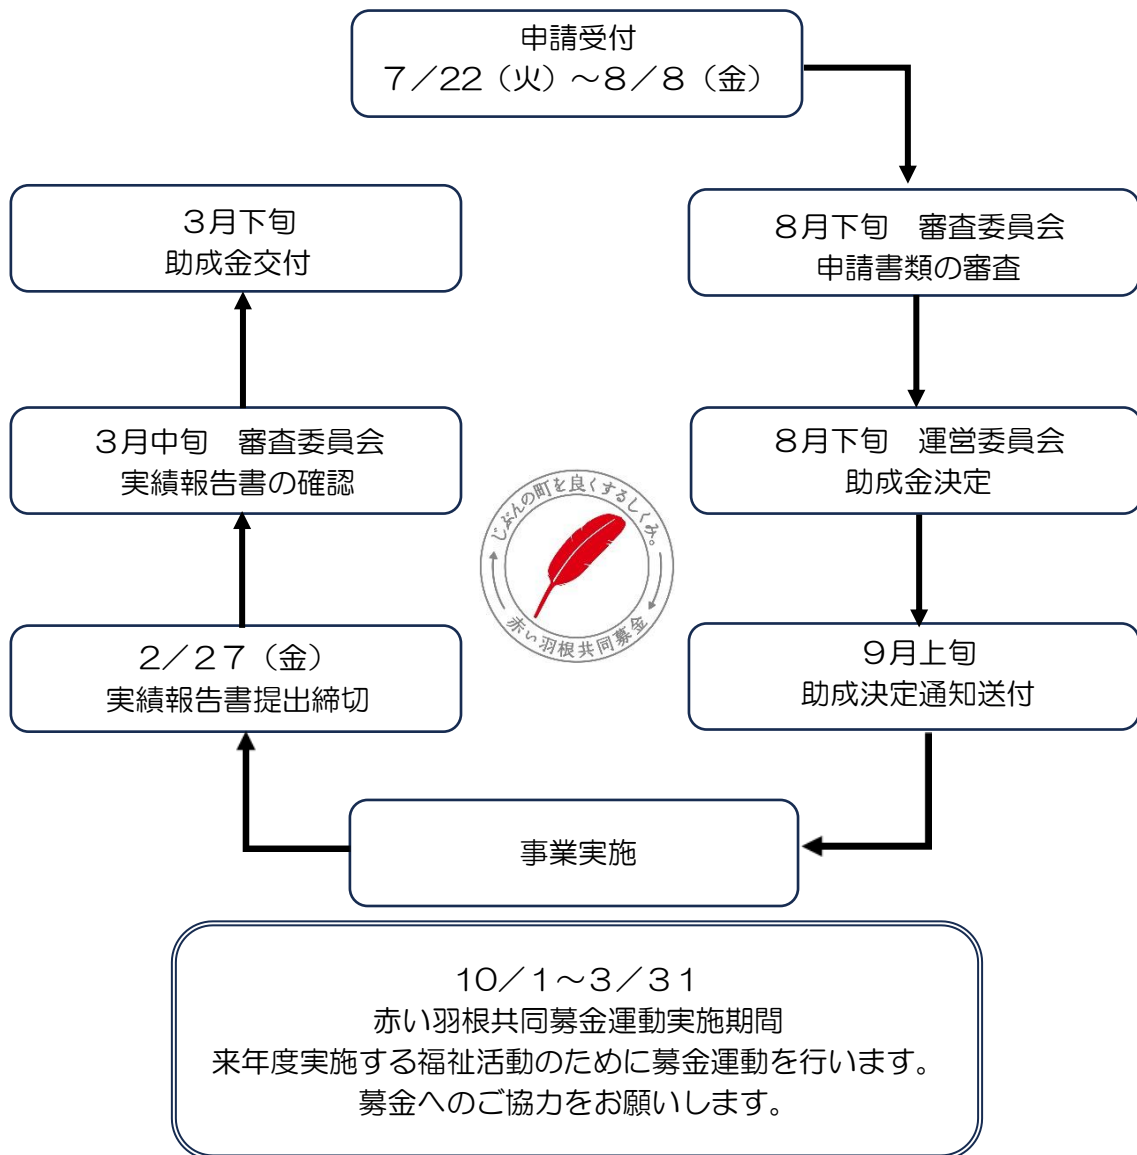 申請受付
７／22（火）～８／８（金）
８月下旬　審査委員会
申請書類の審査
８月下旬　運営委員会
助成金決定
９月上旬
助成決定通知送付
事業実施
２／２７（金）
実績報告書提出締切
３月中旬　審査委員会
実績報告書の確認
３月下旬
助成金交付
じぶんの町を良くするしくみ。
赤い羽根共同募金
10／１～３／３１
赤い羽根共同募金運動実施期間
来年度実施する福祉活動のために募金運動を行います。
募金へのご協力をお願いします。